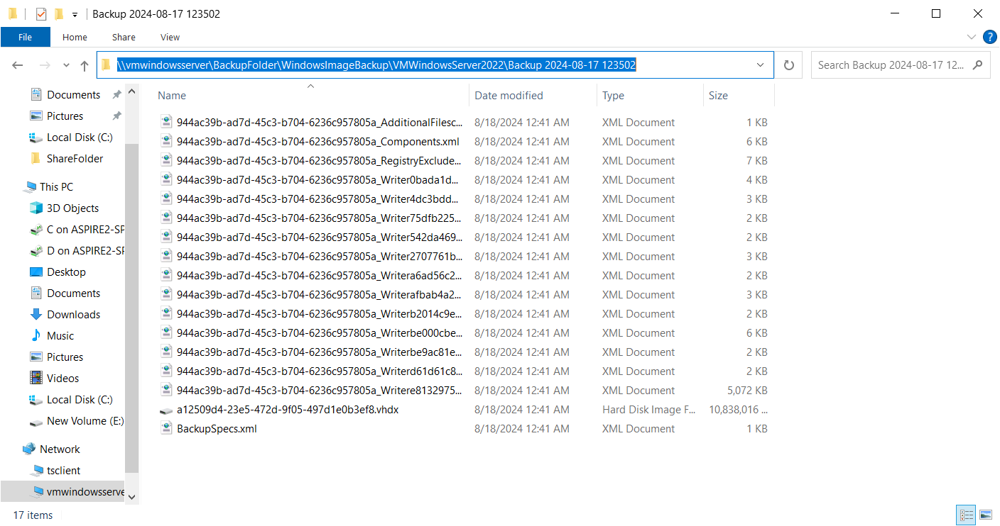 Backup 2024-08-17 123502
File Home Share View
\\vmwindowsserver\BackupFolder\WindowsImageBackup\VMWindowsServer2022\Backup 2024-08-17 123502
Search Backup 2024-08-17 12...
Documents
Pictures
Local Disk (C:)
ShareFolder
This PC
3D Objects
C on ASPIRE2-SP
D on ASPIRE2-SP
Desktop
Documents
Downloads
Music
Pictures
Videos
Local Disk (C:)
New Volume (E:)
Network
tsclient
vmwindowsserve
Name Date modified Type Size
944ac39b-ad7d-45c3-b704-6236c957805a_AdditionalFilesc... 8/18/2024 12:41 AM XML Document 1 KB
944ac39b-ad7d-45c3-b704-6236c957805a_Components.xml 8/18/2024 12:41 AM XML Document 6 KB
944ac39b-ad7d-45c3-b704-6236c957805a_RegistryExclude... 8/18/2024 12:41 AM XML Document 7 KB
944ac39b-ad7d-45c3-b704-6236c957805a_Writer0bada1d... 8/18/2024 12:41 AM XML Document 4 KB
944ac39b-ad7d-45c3-b704-6236c957805a_Writer4dc3bdd... 8/18/2024 12:41 AM XML Document 3 KB
944ac39b-ad7d-45c3-b704-6236c957805a_Writer75dfb225... 8/18/2024 12:41 AM XML Document 2 KB
944ac39b-ad7d-45c3-b704-6236c957805a_Writer542da469... 8/18/2024 12:41 AM XML Document 2 KB
944ac39b-ad7d-45c3-b704-6236c957805a_Writer2707761b... 8/18/2024 12:41 AM XML Document 3 KB
944ac39b-ad7d-45c3-b704-6236c957805a_Writera6ad56c2... 8/18/2024 12:41 AM XML Document 2 KB
944ac39b-ad7d-45c3-b704-6236c957805a_Writerafbab4a2... 8/18/2024 12:41 AM XML Document 3 KB
944ac39b-ad7d-45c3-b704-6236c957805a_Writerb2014c9e... 8/18/2024 12:41 AM XML Document 2 KB
944ac39b-ad7d-45c3-b704-6236c957805a_Writerbe000cbe... 8/18/2024 12:41 AM XML Document 6 KB
944ac39b-ad7d-45c3-b704-6236c957805a_Writerbe9ac81e... 8/18/2024 12:41 AM XML Document 2 KB
944ac39b-ad7d-45c3-b704-6236c957805a_Writerd61d61c8... 8/18/2024 12:41 AM XML Document 2 KB
944ac39b-ad7d-45c3-b704-6236c957805a_Writere8132975... 8/18/2024 12:41 AM XML Document 5,072 KB
a12509d4-23e5-472d-9f05-497d1e0b3ef8.vhdx 8/18/2024 12:41 AM Hard Disk Image F... 10,838,016 ...
BackupSpecs.xml 8/18/2024 12:41 AM XML Document 1 KB
17 items